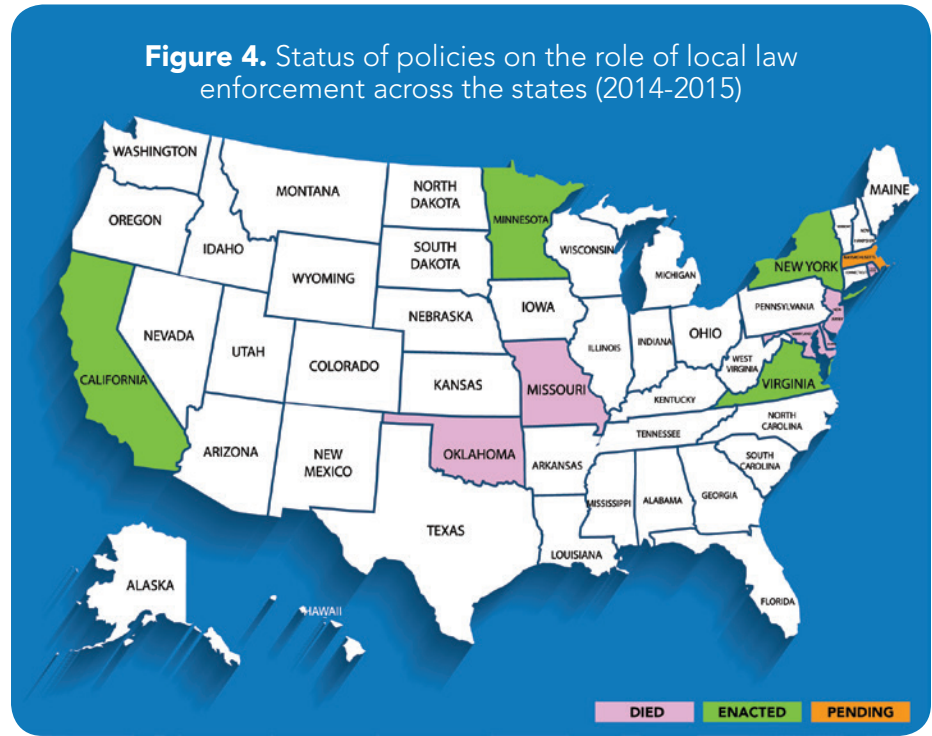 Figure 4. Status of policies on the role of local law
enforcement across the states (2014-2015)
WASHINGTON
MONTANA
NORTH
DAKOTA
MINNESOTA
MAINE
OREGON
IDAHO
SOUTH
DAKOTA
WISCONSIN
MICHIGAN
NEW YORK
WYOMING
IOWA
PENNSYLVANIA
NEBRASKA
NEVADA
UTAH
COLORADO
ILLINOIS
INDIANA
OHIO
WEST
VIRGINIA
CALIFORNIA
KANSAS
MISSOURI
VIRGINIA
KENTUCKY
NORTH
CAROLINA
TENNESSEE
ARIZONA
NEW
MEXICO
OKLAHOMA
ARKANSAS
SOUTH
CAROLINA
MISSISSIPPI
ALABAMA
GEORGIA
TEXAS
LOUISIANA
ALASKA
HAWAII
FLORIDA
DIED
ENACTED
PENDING